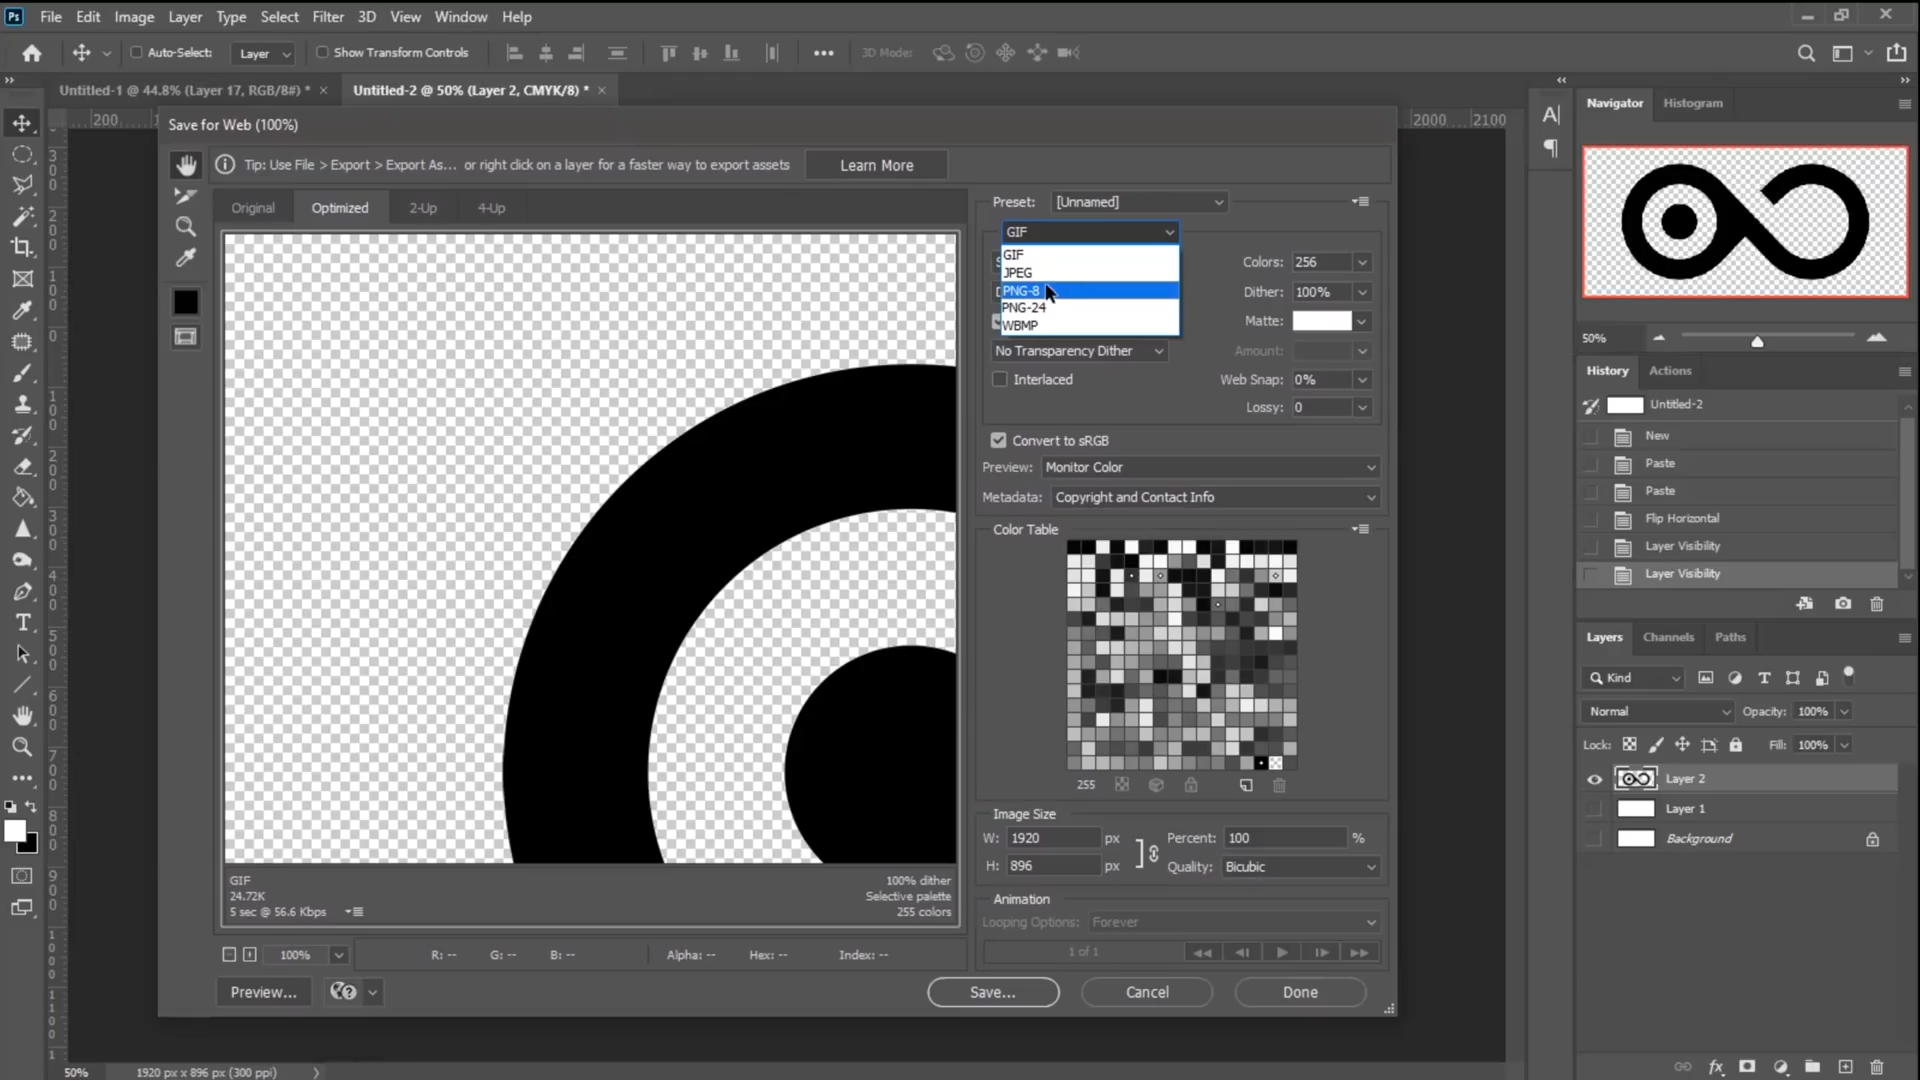 Ps File Edit Image Layer Type Select Filter 3D View Window Help
Auto-Select: Layer Show Transform Controls ••• 3D Mode:
Untitled-1 @ 44.8% (Layer 17, RGB/8#) * × Untitled-2 @ 50% (Layer 2, CMYK/8) * ×
200 2000 2100
Save for Web (100%)
Tip: Use File > Export > Export As... or right click on a layer for a faster way to export assets Learn More
Original Optimized 2-Up 4-Up
Preset: [Unnamed]
GIF
GIF
JPEG
PNG-8
PNG-24
WBMP
Colors: 256
Dither: 100%
Matte:
No Transparency Dither Amount:
Interlaced Web Snap: 0%
Lossy: 0
Convert to sRGB
Preview: Monitor Color
Metadata: Copyright and Contact Info
Color Table
255
Image Size
W: 1920 px Percent: 100 %
H: 896 px Quality: Bicubic
Animation
Looping Options: Forever
1 of 1
GIF
24.72K
5 sec @ 56.6 Kbps
100% dither
Selective palette
255 colors
100% R: -- G: -- B: -- Alpha: -- Hex: -- Index: --
Preview... Save... Cancel Done
50% 1920 px x 896 px (300 ppi)
Navigator Histogram
50%
History Actions
Untitled-2
New
Paste
Paste
Flip Horizontal
Layer Visibility
Layer Visibility
Layers Channels Paths
Kind
Normal Opacity: 100%
Lock: Fill: 100%
Layer 2
Layer 1
Background